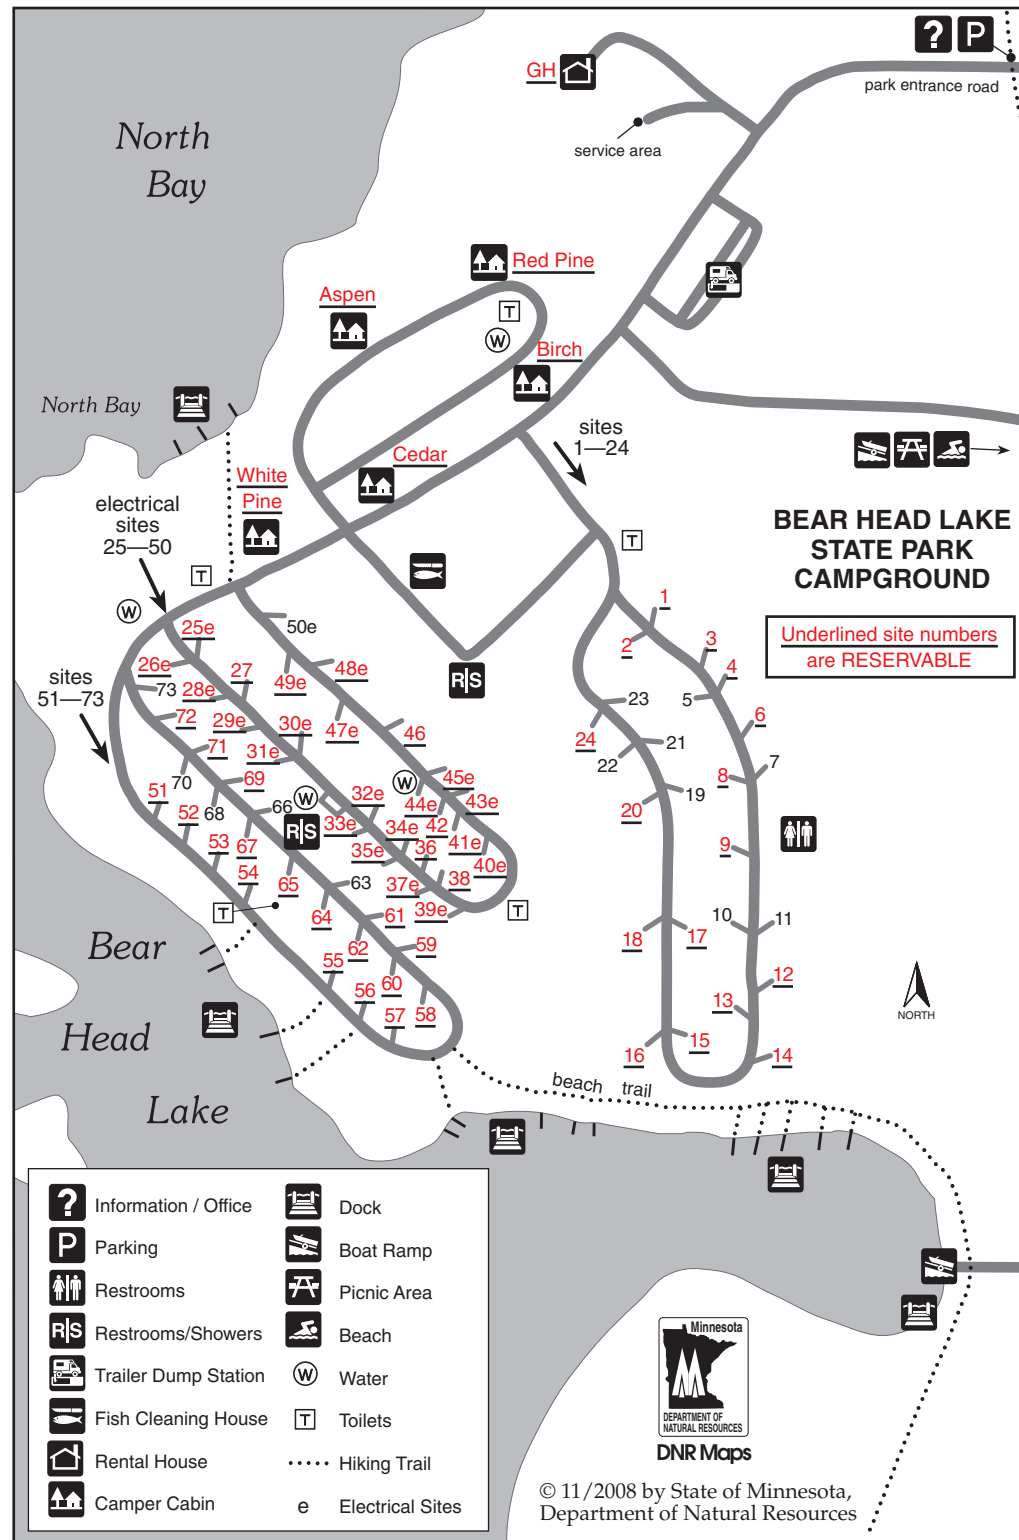 ?
P
GH
park entrance road
service area
North
Bay
Red Pine
Aspen
T
W
Birch
North Bay
sites
1—24
Cedar
White
Pine
electrical
sites
25—50
BEAR HEAD LAKE
STATE PARK
CAMPGROUND
Underlined site numbers
are RESERVABLE
T
T
W
1
50e
25e
2
3
26e
27
48e
R|S
4
sites
51—73
73
28e
49e
23
5
72
29e
30e
47e
46
24
6
71
31e
22
21
7
70
69
W
45e
8
51
68
66
W
32e
44e
43e
20
19
52
R|S
33e
34e
42
53
67
35e
36
41e
9
54
65
63
37e
38
40e
T
64
61
39e
T
10
11
Bear
62
59
18
17
55
56
60
12
57
58
13
NORTH
Head
16
15
14
beach trail
Lake
? Information / Office
Dock
P Parking
Boat Ramp
Restrooms
Picnic Area
R|S Restrooms/Showers
Beach
Trailer Dump Station
W Water
Fish Cleaning House
T Toilets
Rental House
Hiking Trail
Camper Cabin
e Electrical Sites
Minnesota
DEPARTMENT OF
NATURAL RESOURCES
DNR Maps
© 11/2008 by State of Minnesota,
Department of Natural Resources